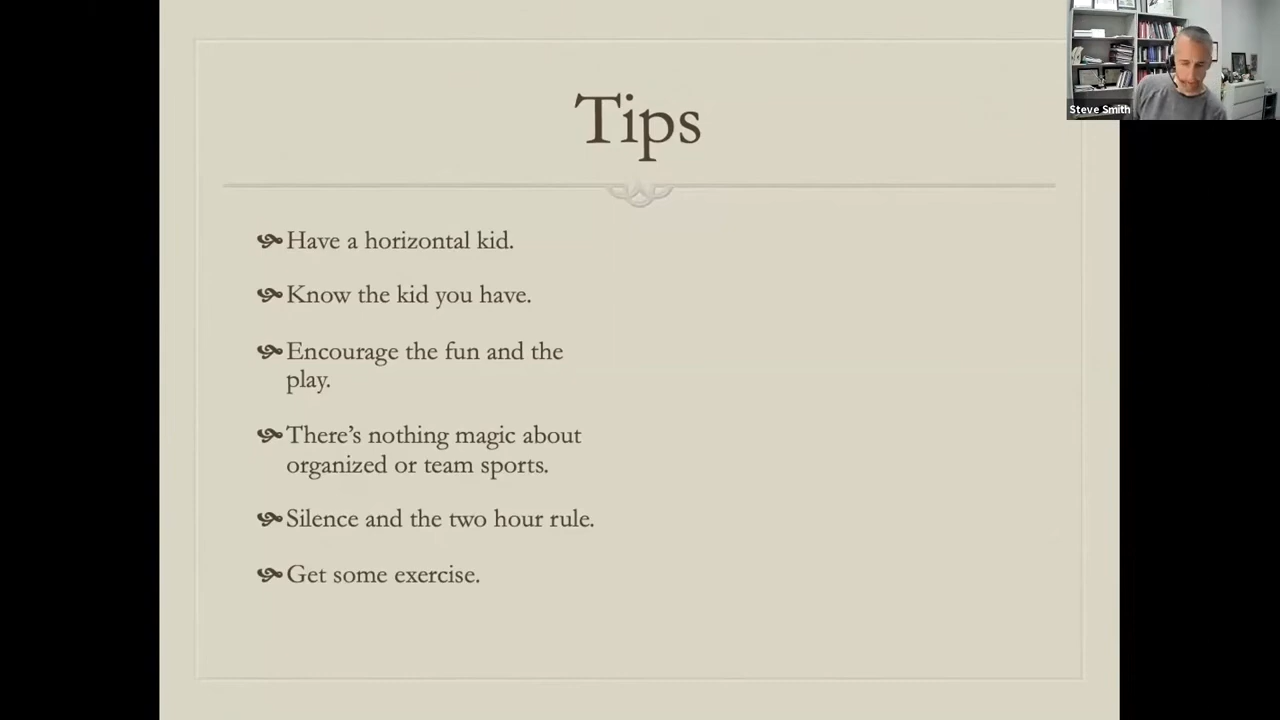 Tips
Have a horizontal kid.
Know the kid you have.
Encourage the fun and the
play.
There's nothing magic about
organized or team sports.
Silence and the two hour rule.
Get some exercise.
Steve Smith